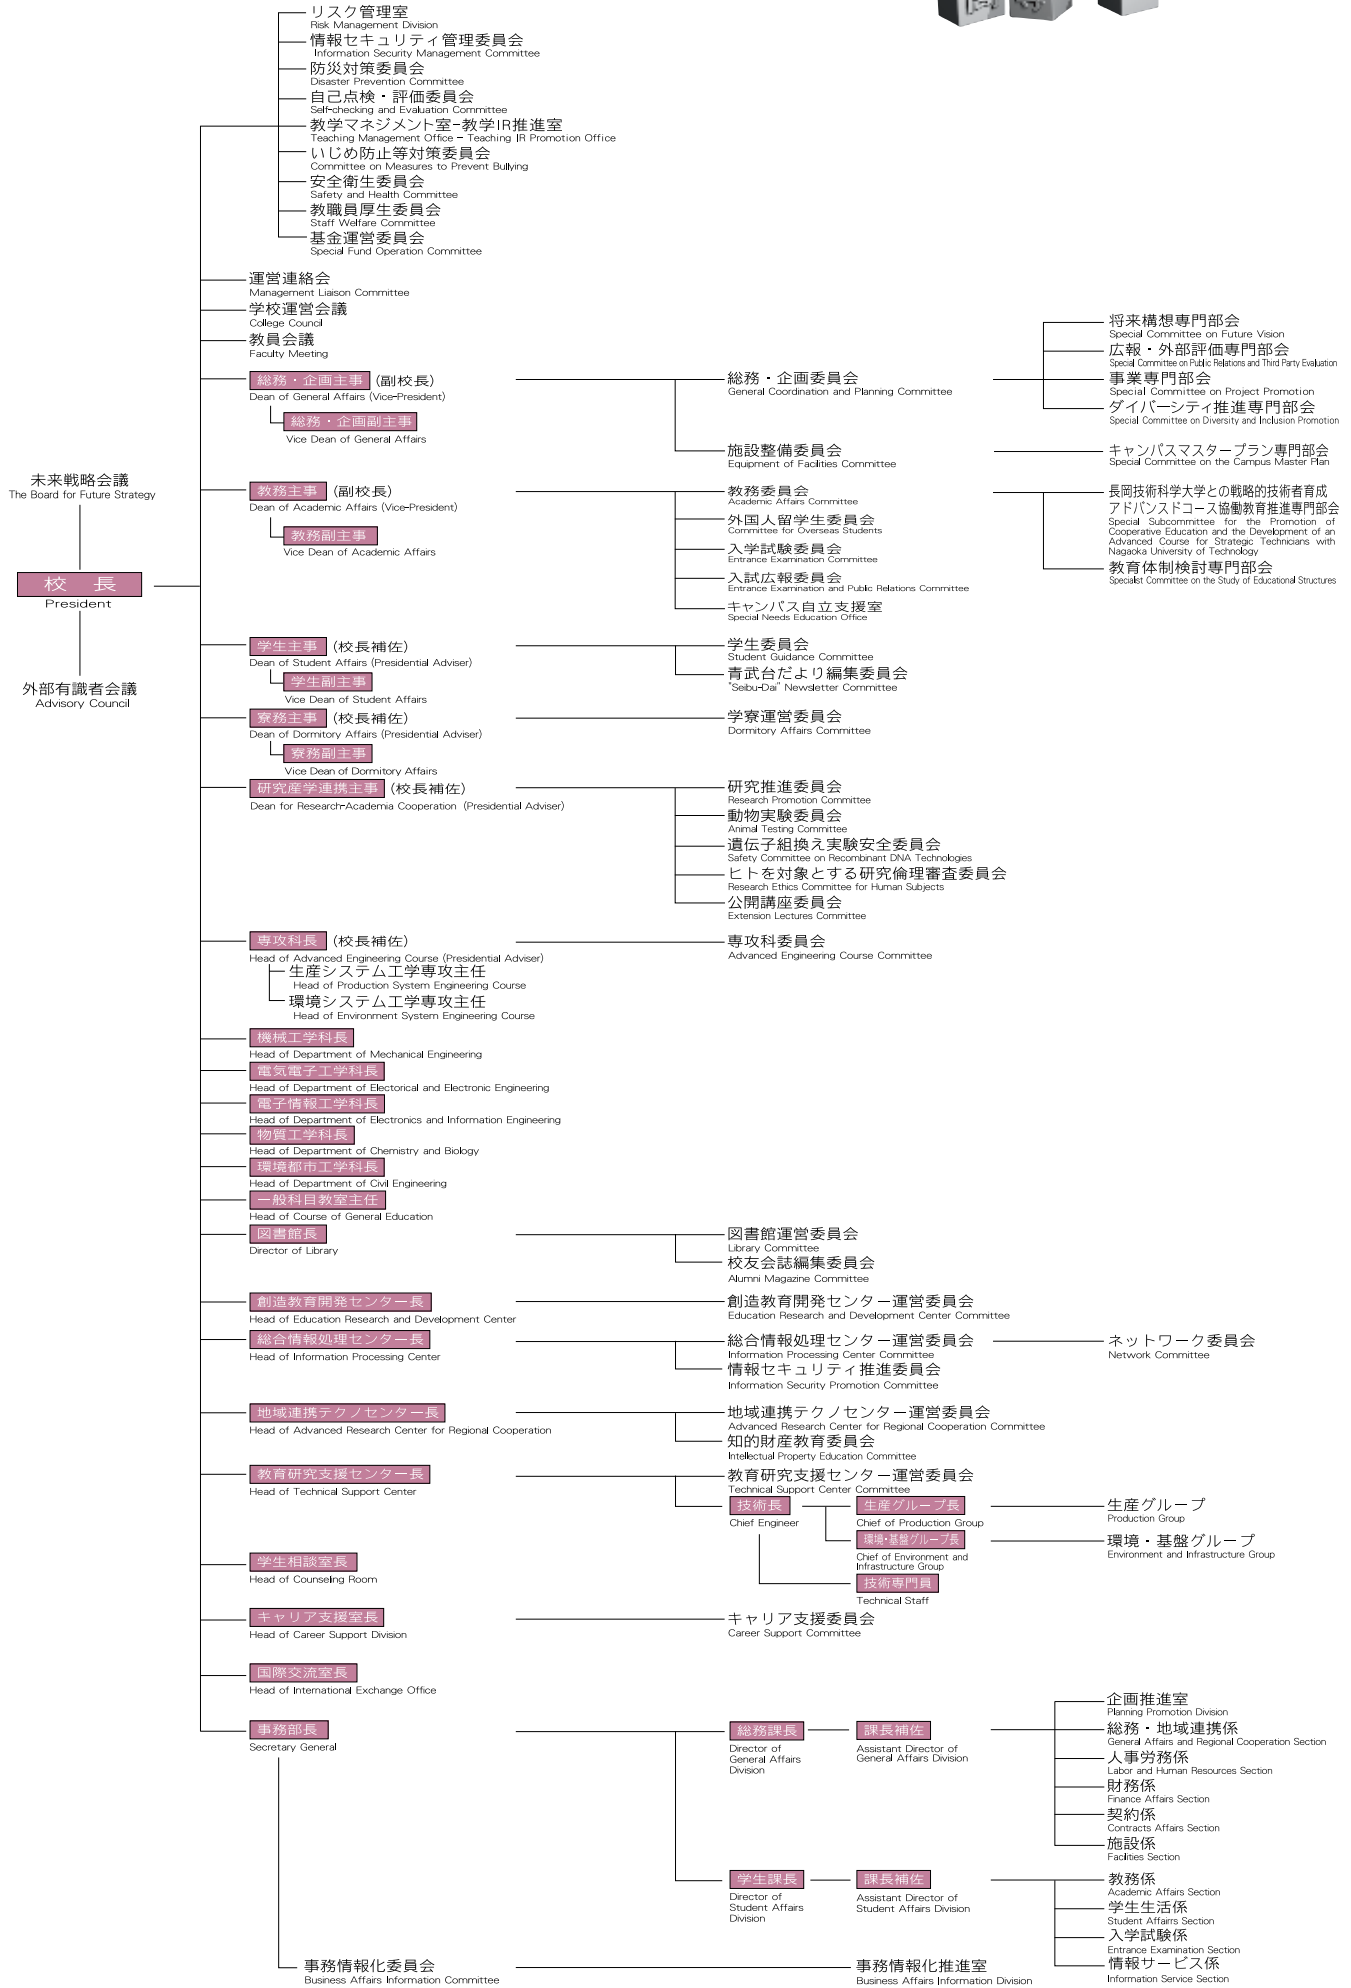 リスク管理室
Risk Management Division
情報セキュリティ管理委員会
Information Security Management Committee
防災対策委員会
Disaster Prevention Committee
自己点検・評価委員会
Self-checking and Evaluation Committee
教学マネジメント室-教学IR推進室
Teaching Management Office - Teaching IR Promotion Office
いじめ防止等対策委員会
Committee on Measures to Prevent Bullying
安全衛生委員会
Safety and Health Committee
教職員厚生委員会
Staff Welfare Committee
基金運営委員会
Special Fund Operation Committee
運営連絡会
Management Liaison Committee
学校運営会議
College Council
教員会議
Faculty Meeting
総務・企画主事 (副校長)
Dean of General Affairs (Vice-President)
総務・企画副主事
Vice Dean of General Affairs
総務・企画委員会
General Coordination and Planning Committee
将来構想専門部会
Special Committee on Future Vision
広報・外部評価専門部会
Special Committee on Public Relations and Third Party Evaluation
事業専門部会
Special Committee on Project Promotion
ダイバーシティ推進専門部会
Special Committee on Diversity and Inclusion Promotion
施設整備委員会
Equipment of Facilities Committee
キャンパスマスタープラン専門部会
Special Committee on the Campus Master Plan
未来戦略会議
The Board for Future Strategy
校 長
President
外部有識者会議
Advisory Council
教務主事 (副校長)
Dean of Academic Affairs (Vice-President)
教務副主事
Vice Dean of Academic Affairs
教務委員会
Academic Affairs Committee
外国人留学生委員会
Committee for Overseas Students
入学試験委員会
Entrance Examination Committee
入試広報委員会
Entrance Examination and Public Relations Committee
キャンパス自立支援室
Special Needs Education Office
長岡技術科学大学との戦略的技術者育成
アドバンスドコース協働教育推進専門部会
Special Subcommittee for the Promotion of
Cooperative Education and the Development of an
Advanced Course for Strategic Technicians with
Nagaoka University of Technology
教育体制検討専門部会
Specialist Committee on the Study of Educational Structures
学生主事 (校長補佐)
Dean of Student Affairs (Presidential Adviser)
学生副主事
Vice Dean of Student Affairs
学生委員会
Student Guidance Committee
青武台だより編集委員会
"Seibu-Dai" Newsletter Committee
寮務主事 (校長補佐)
Dean of Dormitory Affairs (Presidential Adviser)
寮務副主事
Vice Dean of Dormitory Affairs
学寮運営委員会
Dormitory Affairs Committee
研究産学連携主事 (校長補佐)
Dean for Research-Academia Cooperation (Presidential Adviser)
研究推進委員会
Research Promotion Committee
動物実験委員会
Animal Testing Committee
遺伝子組換え実験安全委員会
Safety Committee on Recombinant DNA Technologies
ヒトを対象とする研究倫理審査委員会
Research Ethics Committee for Human Subjects
公開講座委員会
Extension Lectures Committee
専攻科長 (校長補佐)
Head of Advanced Engineering Course (Presidential Adviser)
生産システム工学専攻主任
Head of Production System Engineering Course
環境システム工学専攻主任
Head of Environment System Engineering Course
専攻科委員会
Advanced Engineering Course Committee
機械工学科長
Head of Department of Mechanical Engineering
電気電子工学科長
Head of Department of Electorical and Electronic Engineering
電子情報工学科長
Head of Department of Electronics and Information Engineering
物質工学科長
Head of Department of Chemistry and Biology
環境都市工学科長
Head of Department of Civil Engineering
一般科目教室主任
Head of Course of General Education
図書館長
Director of Library
図書館運営委員会
Library Committee
校友会誌編集委員会
Alumni Magazine Committee
創造教育開発センター長
Head of Education Research and Development Center
創造教育開発センター運営委員会
Education Research and Development Center Committee
総合情報処理センター長
Head of Information Processing Center
総合情報処理センター運営委員会
Information Processing Center Committee
ネットワーク委員会
Network Committee
情報セキュリティ推進委員会
Information Security Promotion Committee
地域連携テクノセンター長
Head of Advanced Research Center for Regional Cooperation
地域連携テクノセンター運営委員会
Advanced Research Center for Regional Cooperation Committee
知的財産教育委員会
Intellectual Property Education Committee
教育研究支援センター長
Head of Technical Support Center
教育研究支援センター運営委員会
Technical Support Center Committee
技術長
Chief Engineer
生産グループ長
Chief of Production Group
生産グループ
Production Group
環境・基盤グループ長
Chief of Environment and
Infrastructure Group
環境・基盤グループ
Environment and Infrastructure Group
技術専門員
Technical Staff
学生相談室長
Head of Counseling Room
キャリア支援室長
Head of Career Support Division
キャリア支援委員会
Career Support Committee
国際交流室長
Head of International Exchange Office
事務部長
Secretary General
総務課長
Director of
General Affairs
Division
課長補佐
Assistant Director of
General Affairs Division
企画推進室
Planning Promotion Division
総務・地域連携係
General Affairs and Regional Cooperation Section
人事労務係
Labor and Human Resources Section
財務係
Finance Affairs Section
契約係
Contracts Affairs Section
施設係
Facilities Section
学生課長
Director of
Student Affairs
Division
課長補佐
Assistant Director of
Student Affairs Division
教務係
Academic Affairs Section
学生生活係
Student Affairrs Section
入学試験係
Entrance Examination Section
情報サービス係
Information Service Section
事務情報化委員会
Business Affairs Information Committee
事務情報化推進室
Business Affairs Information Division